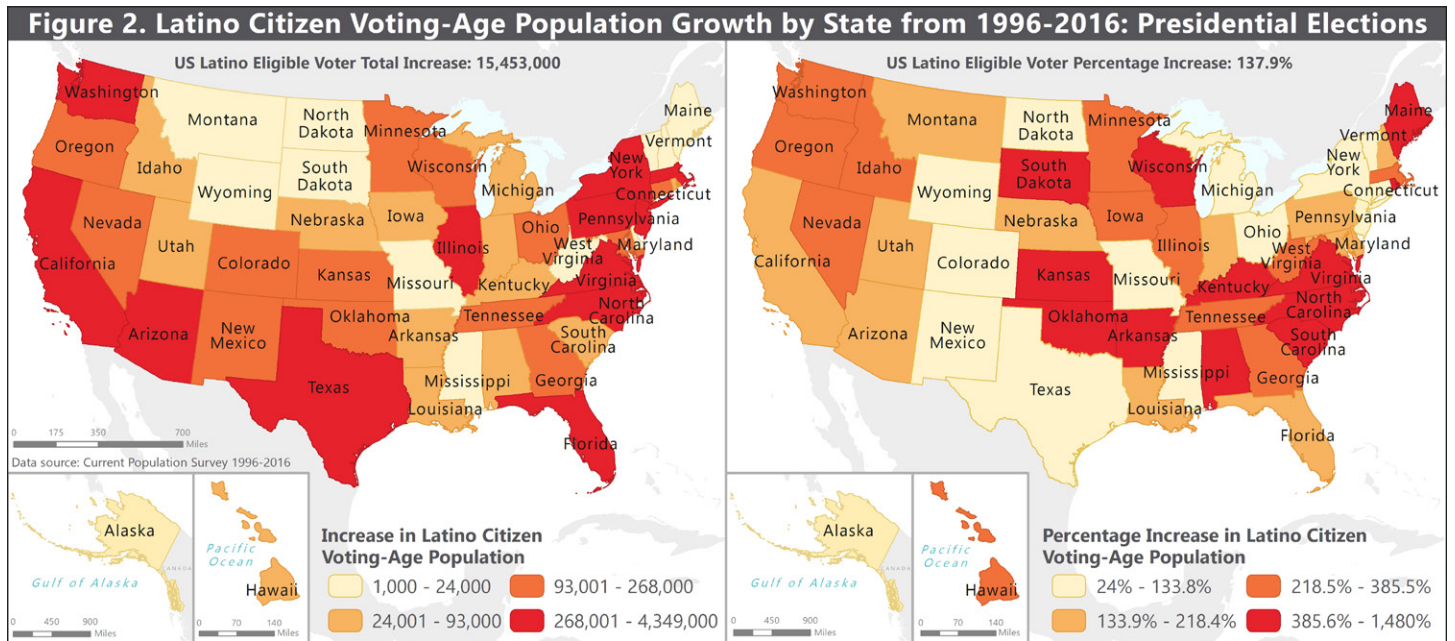 Figure 2. Latino Citizen Voting-Age Population Growth by State from 1996-2016: Presidential Elections
US Latino Eligible Voter Total Increase: 15,453,000
Washington
Montana
North
Dakota
Minnesota
Maine
Vermont
Oregon
Idaho
Wyoming
South
Dakota
Wisconsin
Michigan
New
York
Connecticut
Nevada
Nebraska
Iowa
Pennsylvania
Utah
Colorado
Illinois
Ohio
West
Virginia
Maryland
California
Kansas
Missouri
Kentucky
Virginia
Arizona
New
Mexico
Oklahoma
Arkansas
Tennessee
North
Carolina
South
Carolina
Texas
Mississippi
Georgia
Louisiana
Florida
0 175 350 700
Miles
Data source: Current Population Survey 1996-2016
Alaska
CANADA
Gulf of Alaska
0 225 450 900
Miles
Pacific
Ocean
Hawaii
0 70 140
Miles
Increase in Latino Citizen
Voting-Age Population
1,000 - 24,000
93,001 - 268,000
24,001 - 93,000
268,001 - 4,349,000
US Latino Eligible Voter Percentage Increase: 137.9%
Washington
Montana
North
Dakota
Minnesota
Maine
Vermont
Oregon
Idaho
Wyoming
South
Dakota
Wisconsin
Michigan
New
York
Connecticut
Nevada
Nebraska
Iowa
Pennsylvania
Utah
Colorado
Illinois
Ohio
West
Virginia
Maryland
California
Kansas
Missouri
Kentucky
Virginia
Arizona
New
Mexico
Oklahoma
Arkansas
Tennessee
North
Carolina
South
Carolina
Texas
Mississippi
Georgia
Louisiana
Florida
Alaska
CANADA
Gulf of Alaska
0 225 450 900
Miles
Pacific
Ocean
Hawaii
0 70 140
Miles
Percentage Increase in Latino Citizen
Voting-Age Population
24% - 133.8%
218.5% - 385.5%
133.9% - 218.4%
385.6% - 1,480%